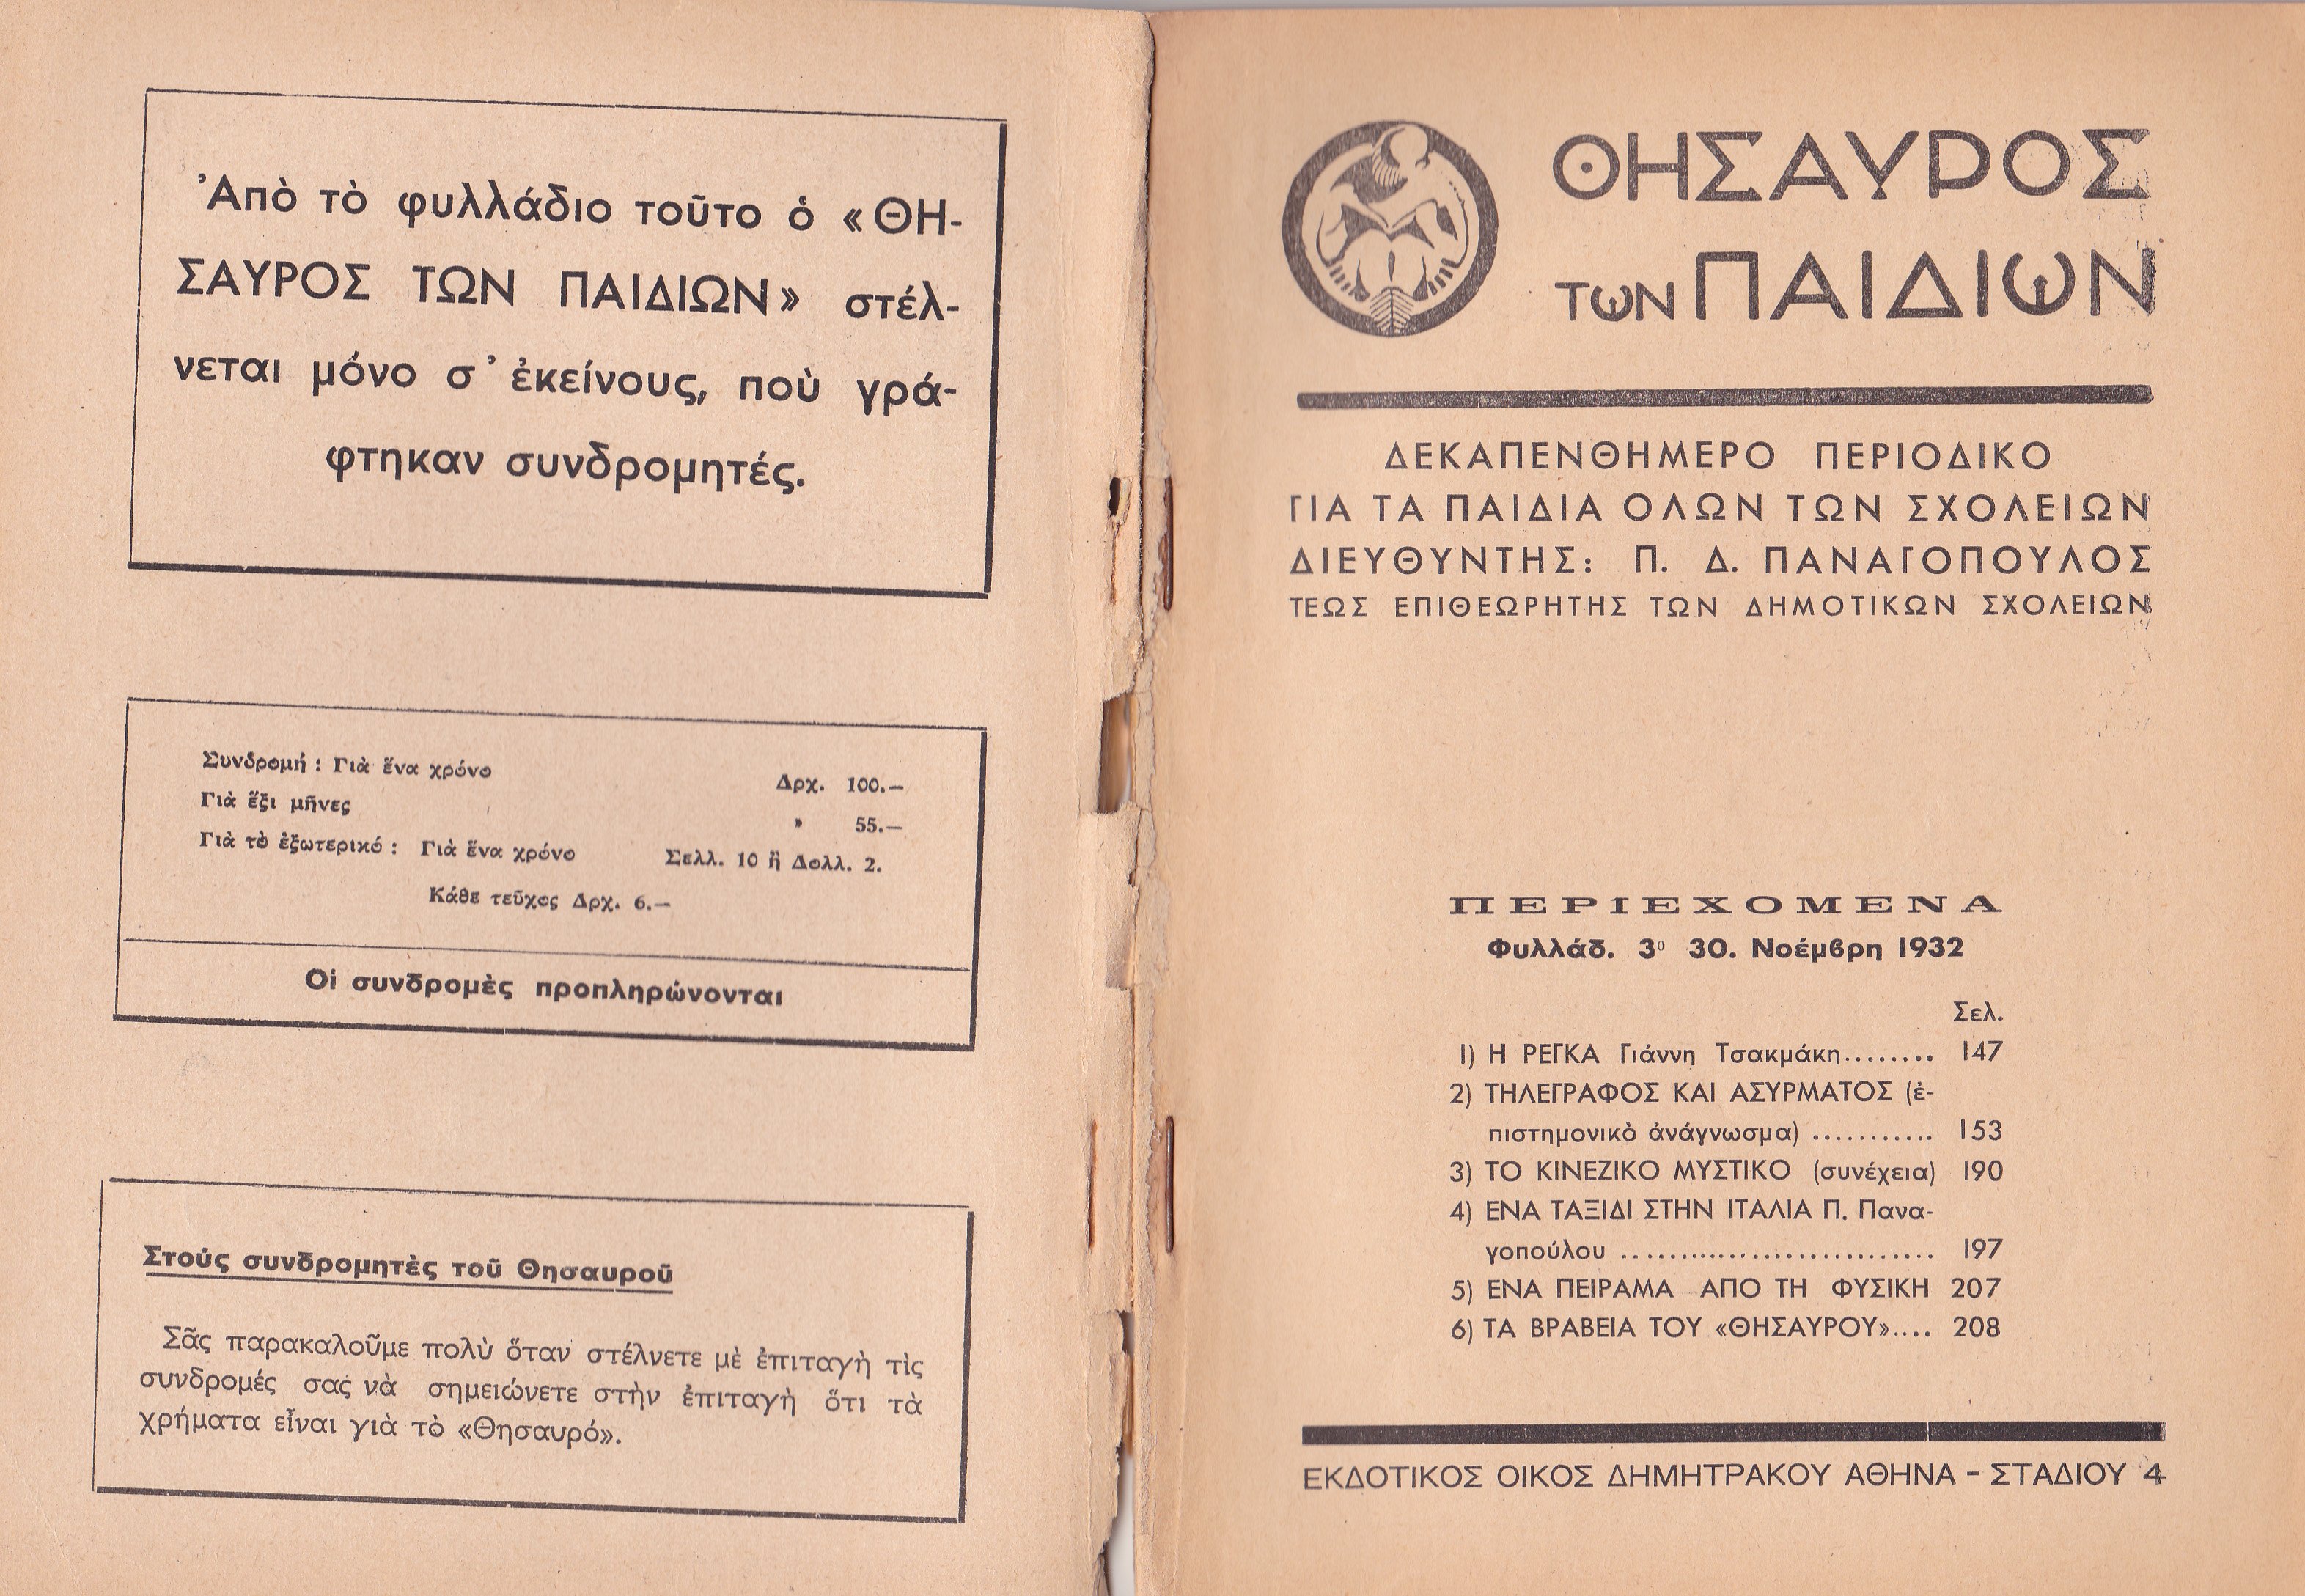 Ἀπὸ τὸ φυλλάδιο τοῦτο ὁ «ΘΗ-
ΣΑΥΡΟΣ ΤΩΝ ΠΑΙΔΙΩΝ» στέλ-
νεται μόνο σ᾽ ἐκείνους, ποὺ γρά-
φτηκαν συνδρομητές.
Συνδρομή : Γιὰ ἕνα χρόνο Δρχ. 100.—
Γιὰ ἕξι μῆνες » 55.—
Γιὰ τὸ ἐξωτερικό : Γιὰ ἕνα χρόνο Σελλ. 10 ἢ Δολλ. 2.
Κάθε τεῦχος Δρχ. 6.—
Οἱ συνδρομὲς προπληρώνονται
Στούς συνδρομητὲς τοῦ Θησαυροῦ
Σᾶς παρακαλοῦμε πολὺ ὅταν στέλνετε μὲ ἐπιταγὴ τὶς
συνδρομές σας νὰ σημειώνετε στὴν ἐπιταγὴ ὅτι τὰ
χρήματα εἶναι γιὰ τὸ «Θησαυρό».
ΘΗΣΑΥΡΟΣ
ΤΩΝ ΠΑΙΔΙΩΝ
ΔΕΚΑΠΕΝΘΗΜΕΡΟ ΠΕΡΙΟΔΙΚΟ
ΓΙΑ ΤΑ ΠΑΙΔΙΑ ΟΛΩΝ ΤΩΝ ΣΧΟΛΕΙΩΝ
ΔΙΕΥΘΥΝΤΗΣ: Π. Δ. ΠΑΝΑΓΟΠΟΥΛΟΣ
ΤΕΩΣ ΕΠΙΘΕΩΡΗΤΗΣ ΤΩΝ ΔΗΜΟΤΙΚΩΝ ΣΧΟΛΕΙΩΝ
ΠΕΡΙΕΧΟΜΕΝΑ
Φυλλάδ. 3ο 30. Νοέμβρη 1932
Σελ.
1) Η ΡΕΓΚΑ Γιάννη Τσακμάκη........ 147
2) ΤΗΛΕΓΡΑΦΟΣ ΚΑΙ ΑΣΥΡΜΑΤΟΣ (ἐ-
πιστημονικὸ ἀνάγνωσμα) ........... 153
3) ΤΟ ΚΙΝΕΖΙΚΟ ΜΥΣΤΙΚΟ (συνέχεια) 190
4) ΕΝΑ ΤΑΞΙΔΙ ΣΤΗΝ ΙΤΑΛΙΑ Π. Πανα-
γοπούλου ............................ 197
5) ΕΝΑ ΠΕΙΡΑΜΑ ΑΠΟ ΤΗ ΦΥΣΙΚΗ 207
6) ΤΑ ΒΡΑΒΕΙΑ ΤΟΥ «ΘΗΣΑΥΡΟΥ».... 208
ΕΚΔΟΤΙΚΟΣ ΟΙΚΟΣ ΔΗΜΗΤΡΑΚΟΥ ΑΘΗΝΑ - ΣΤΑΔΙΟΥ 4